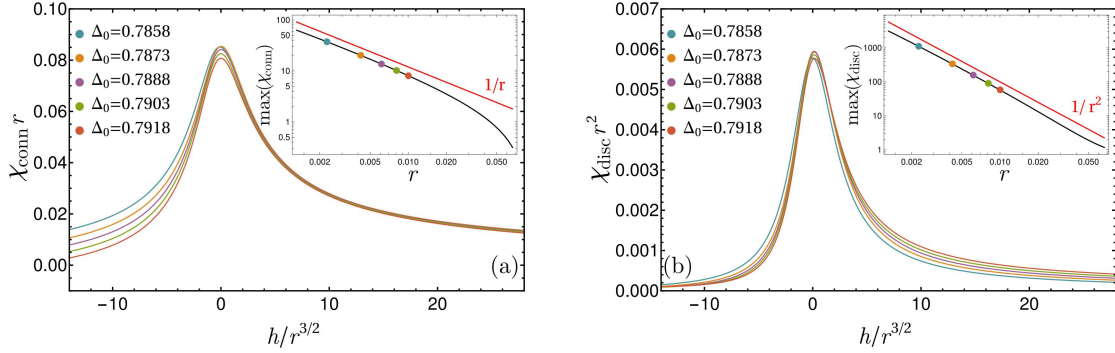 χconn r
0.10
0.08
0.06
0.04
0.02
0.00
Δ₀=0.7858
Δ₀=0.7873
Δ₀=0.7888
Δ₀=0.7903
Δ₀=0.7918
max(χconn)
100
50
10
5
1
0.5
1/r
0.002
0.005
0.010
0.020
0.050
r
(a)
−10
0
10
20
h/r^{3/2}
χdisc r²
0.007
0.006
0.005
0.004
0.003
0.002
0.001
0.000
Δ₀=0.7858
Δ₀=0.7873
Δ₀=0.7888
Δ₀=0.7903
Δ₀=0.7918
max(χdisc)
1000
100
10
1
1/r²
0.002
0.005
0.010
0.020
0.050
r
(b)
−10
0
10
20
h/r^{3/2}